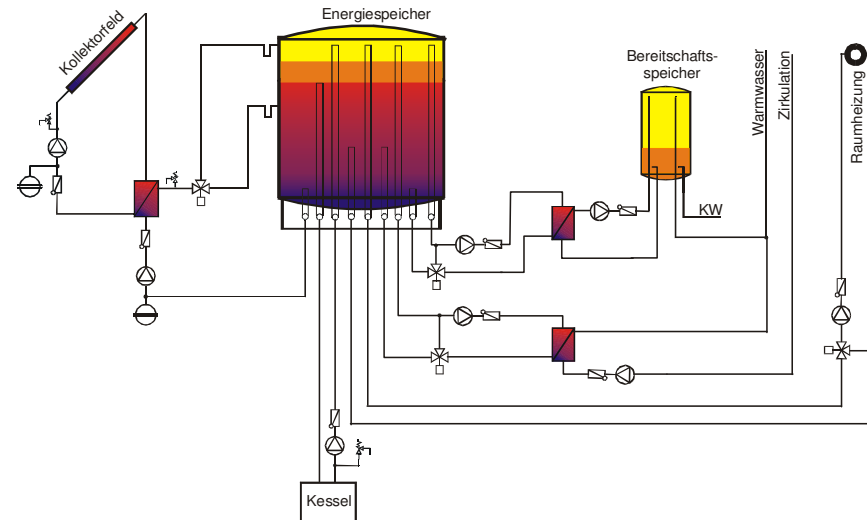 Energiespeicher
Kollektorfeld
Bereitschafts-
speicher
Warmwasser
Zirkulation
Raumheizung
KW
Kessel